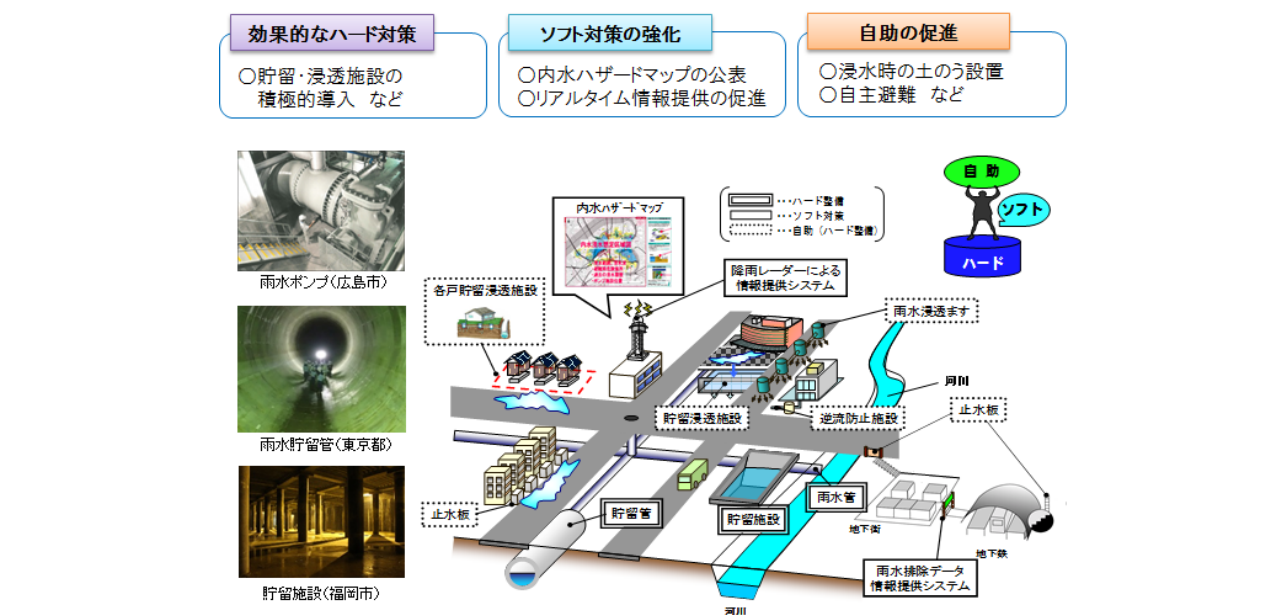 効果的なハード対策
○貯留・浸透施設の
積極的導入 など
ソフト対策の強化
○内水ハザードマップの公表
○リアルタイム情報提供の促進
自助の促進
○浸水時の土のう設置
○自主避難 など
雨水ポンプ(広島市)
雨水貯留管(東京都)
貯留施設(福岡市)
内水ハザードマップ
・・・ハード整備
・・・ソフト対策
・・・自助(ハード整備)
自 助
ソフト
ハード
各戸貯留浸透施設
降雨レーダーによる
情報提供システム
雨水浸透ます
河川
貯留浸透施設
逆流防止施設
止水板
止水板
貯留管
貯留施設
雨水管
地下街
地下鉄
雨水排除データ
情報提供システム
河川